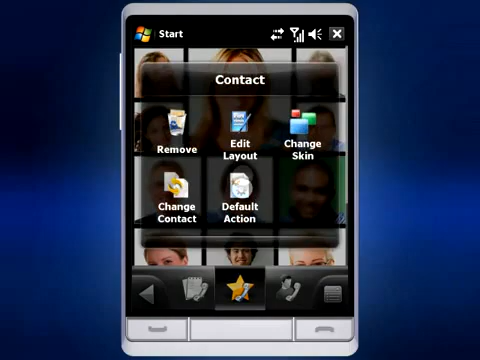 Start
Contact
Remove
Edit
Layout
Change
Skin
Change
Contact
Default
Action